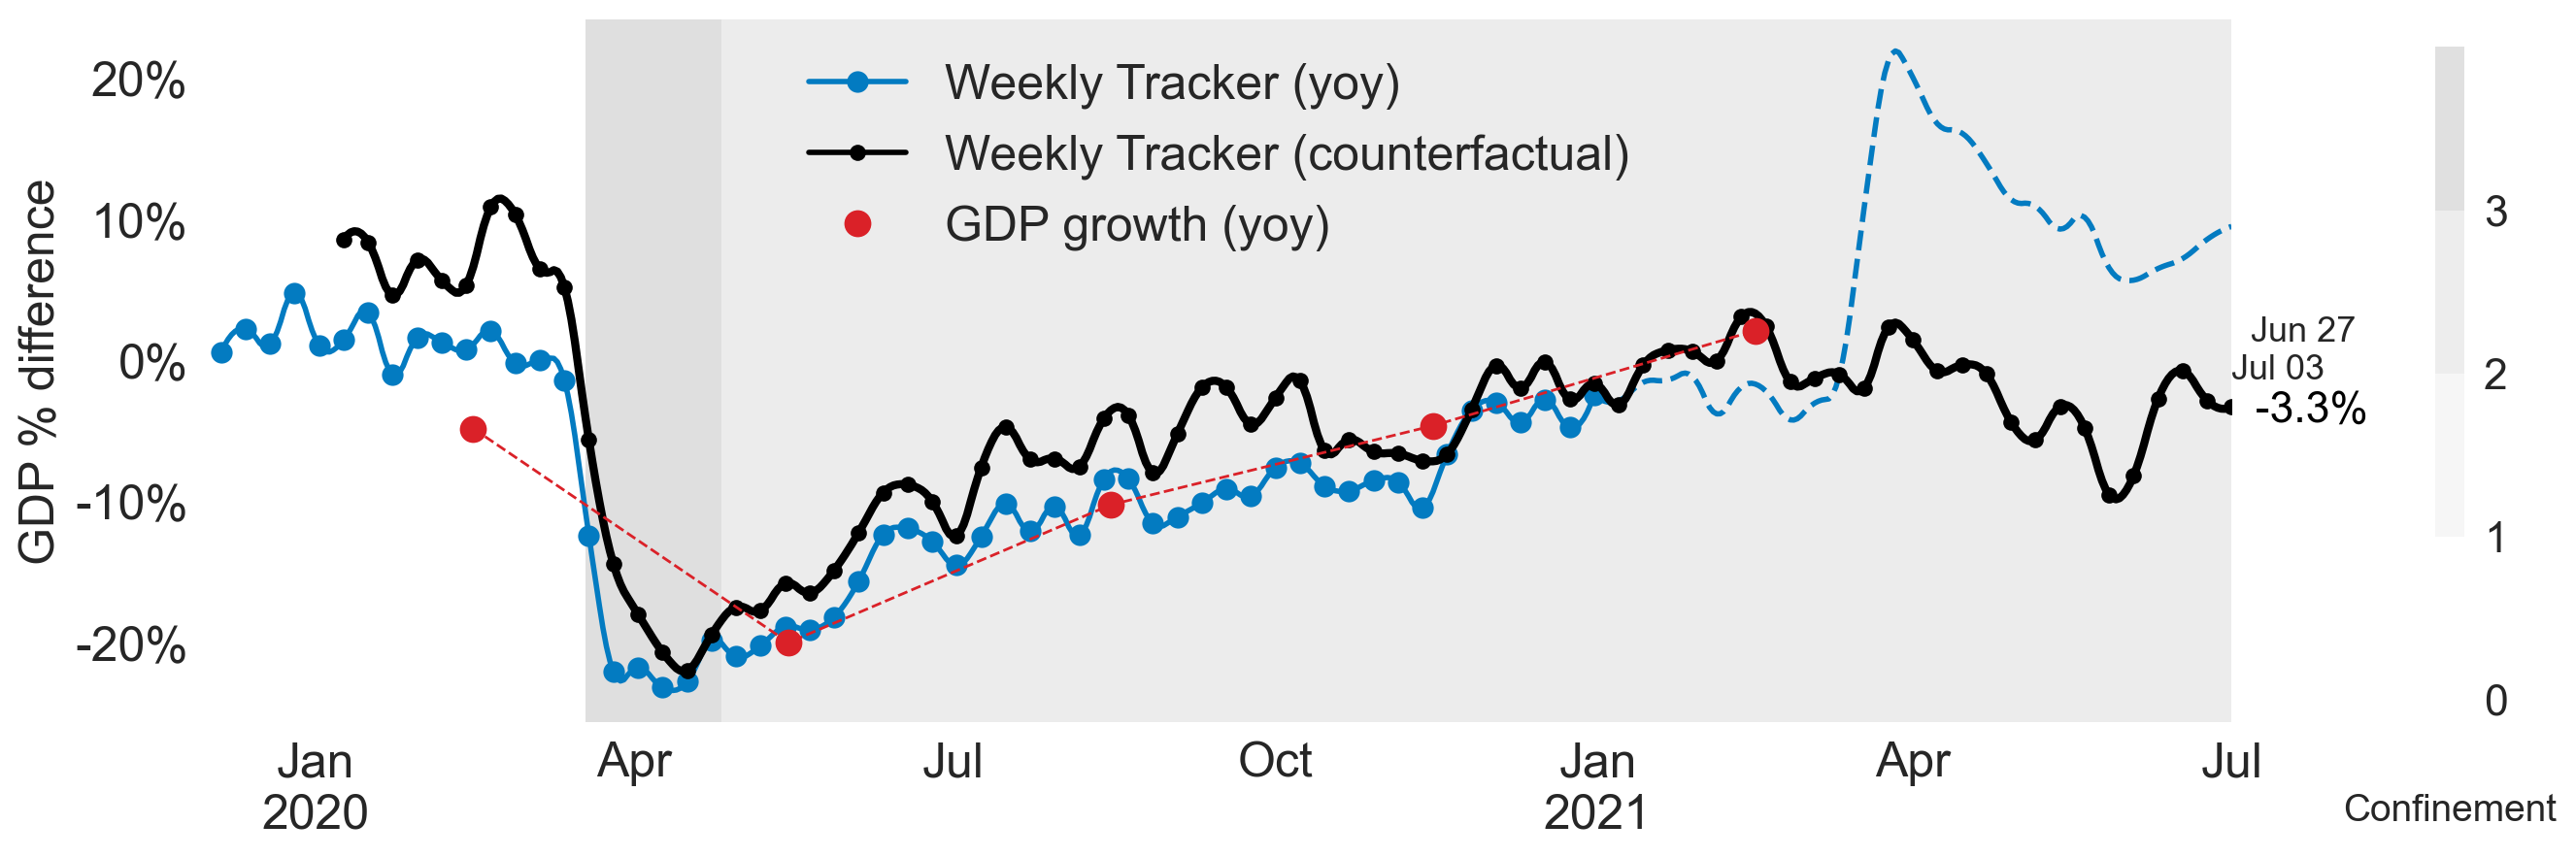 GDP % difference
20%
10%
0%
-10%
-20%
Weekly Tracker (yoy)
Weekly Tracker (counterfactual)
GDP growth (yoy)
Jun 27
Jul 03
-3.3%
3
2
1
0
Confinement
Jan
2020
Apr
Jul
Oct
Jan
2021
Apr
Jul